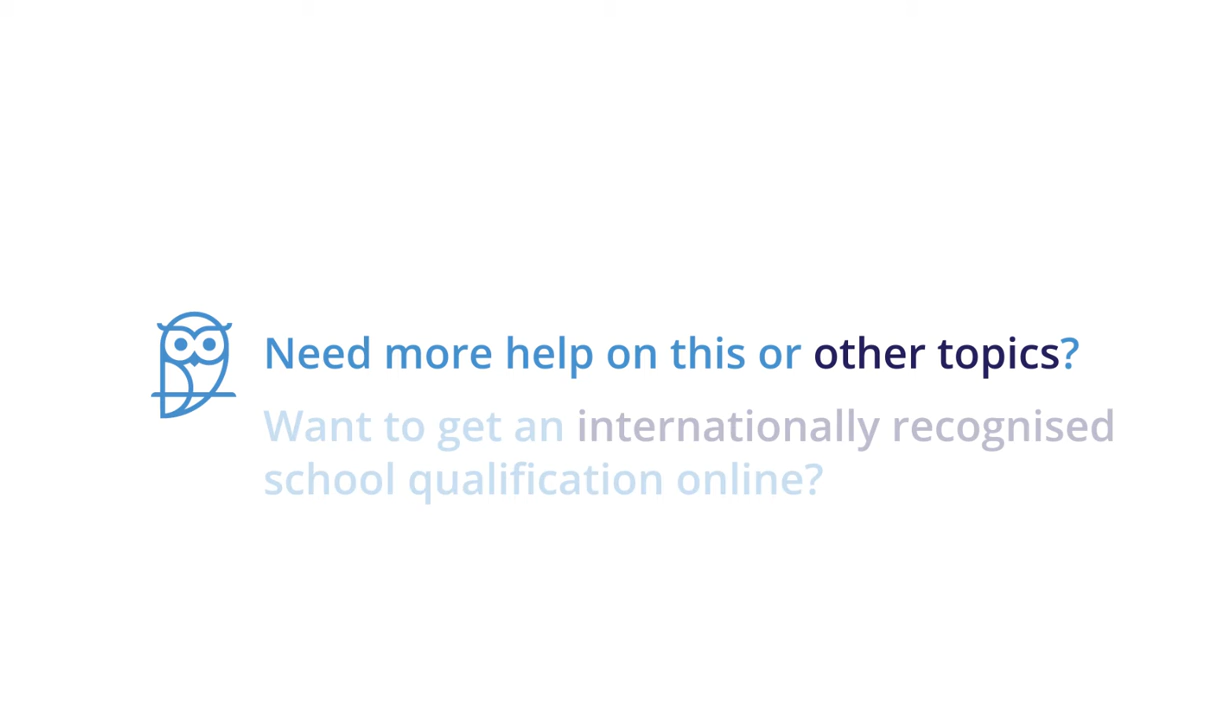 Need more help on this or other topics?
Want to get an internationally recognised
school qualification online?